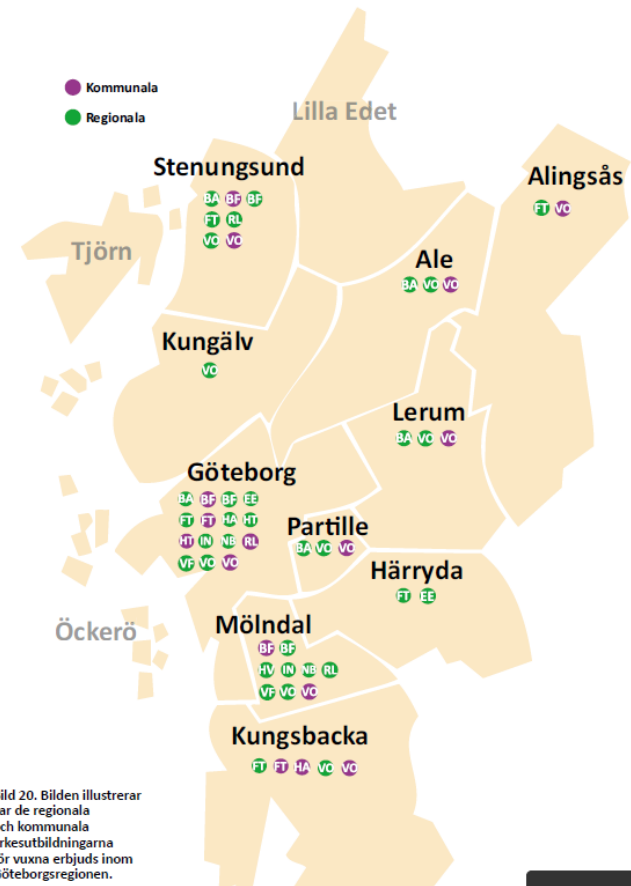 Kommunala
Regionala
Lilla Edet
Stenungsund
BA BF BF
FT RL
VO VO
Alingsås
FT VO
Tjörn
Ale
BA VO VO
Kungälv
VO
Lerum
BA VO VO
Göteborg
BA BF BF EE
FT FT HA HT
HT IN NB RL
VF VO VO
Partille
BA VO VO
Härryda
FT EE
Öckerö
Mölndal
BF BF
HV IN NB RL
VF VO VO
Kungsbacka
FT FT HA VO VO
ild 20. Bilden illustrerar
ar de regionala
ch kommunala
rkesutbildningarna
ör vuxna erbjuds inom
Göteborgsregionen.